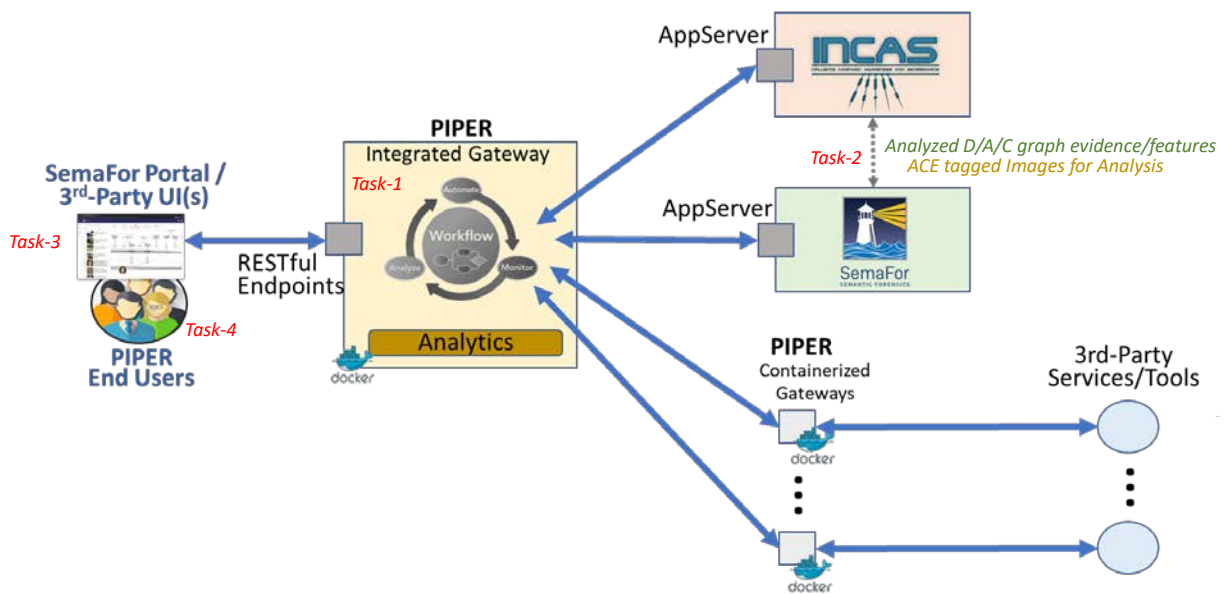 AppServer
INCAS
PIPER
Integrated Gateway
Task-1
Automate
Workflow
Analyze
Monitor
Analytics
docker
SemaFor Portal /
3rd-Party UI(s)
Task-3
RESTful
Endpoints
Task-4
PIPER
End Users
Task-2
Analyzed D/A/C graph evidence/features
ACE tagged Images for Analysis
AppServer
SemaFor
SEMANTIC FORENSICS
PIPER
Containerized
Gateways
3rd-Party
Services/Tools
docker
docker